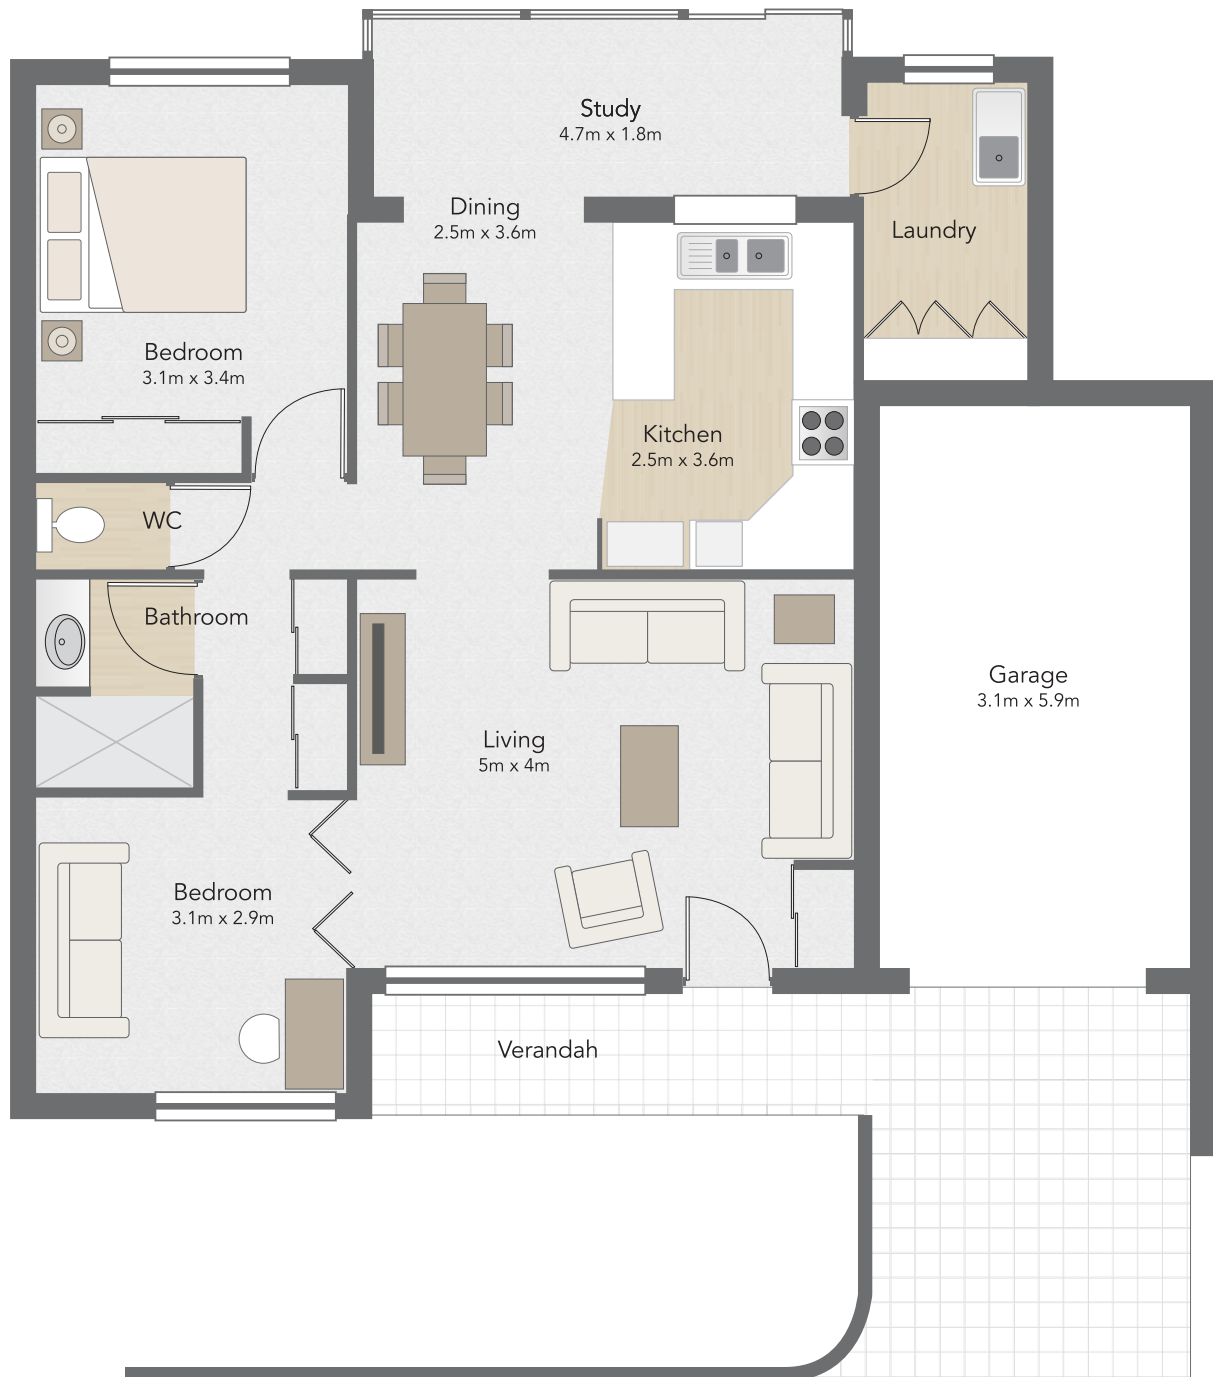 Study
4.7m x 1.8m
Dining
2.5m x 3.6m
Laundry
Bedroom
3.1m x 3.4m
Kitchen
2.5m x 3.6m
WC
Bathroom
Garage
3.1m x 5.9m
Living
5m x 4m
Bedroom
3.1m x 2.9m
Verandah